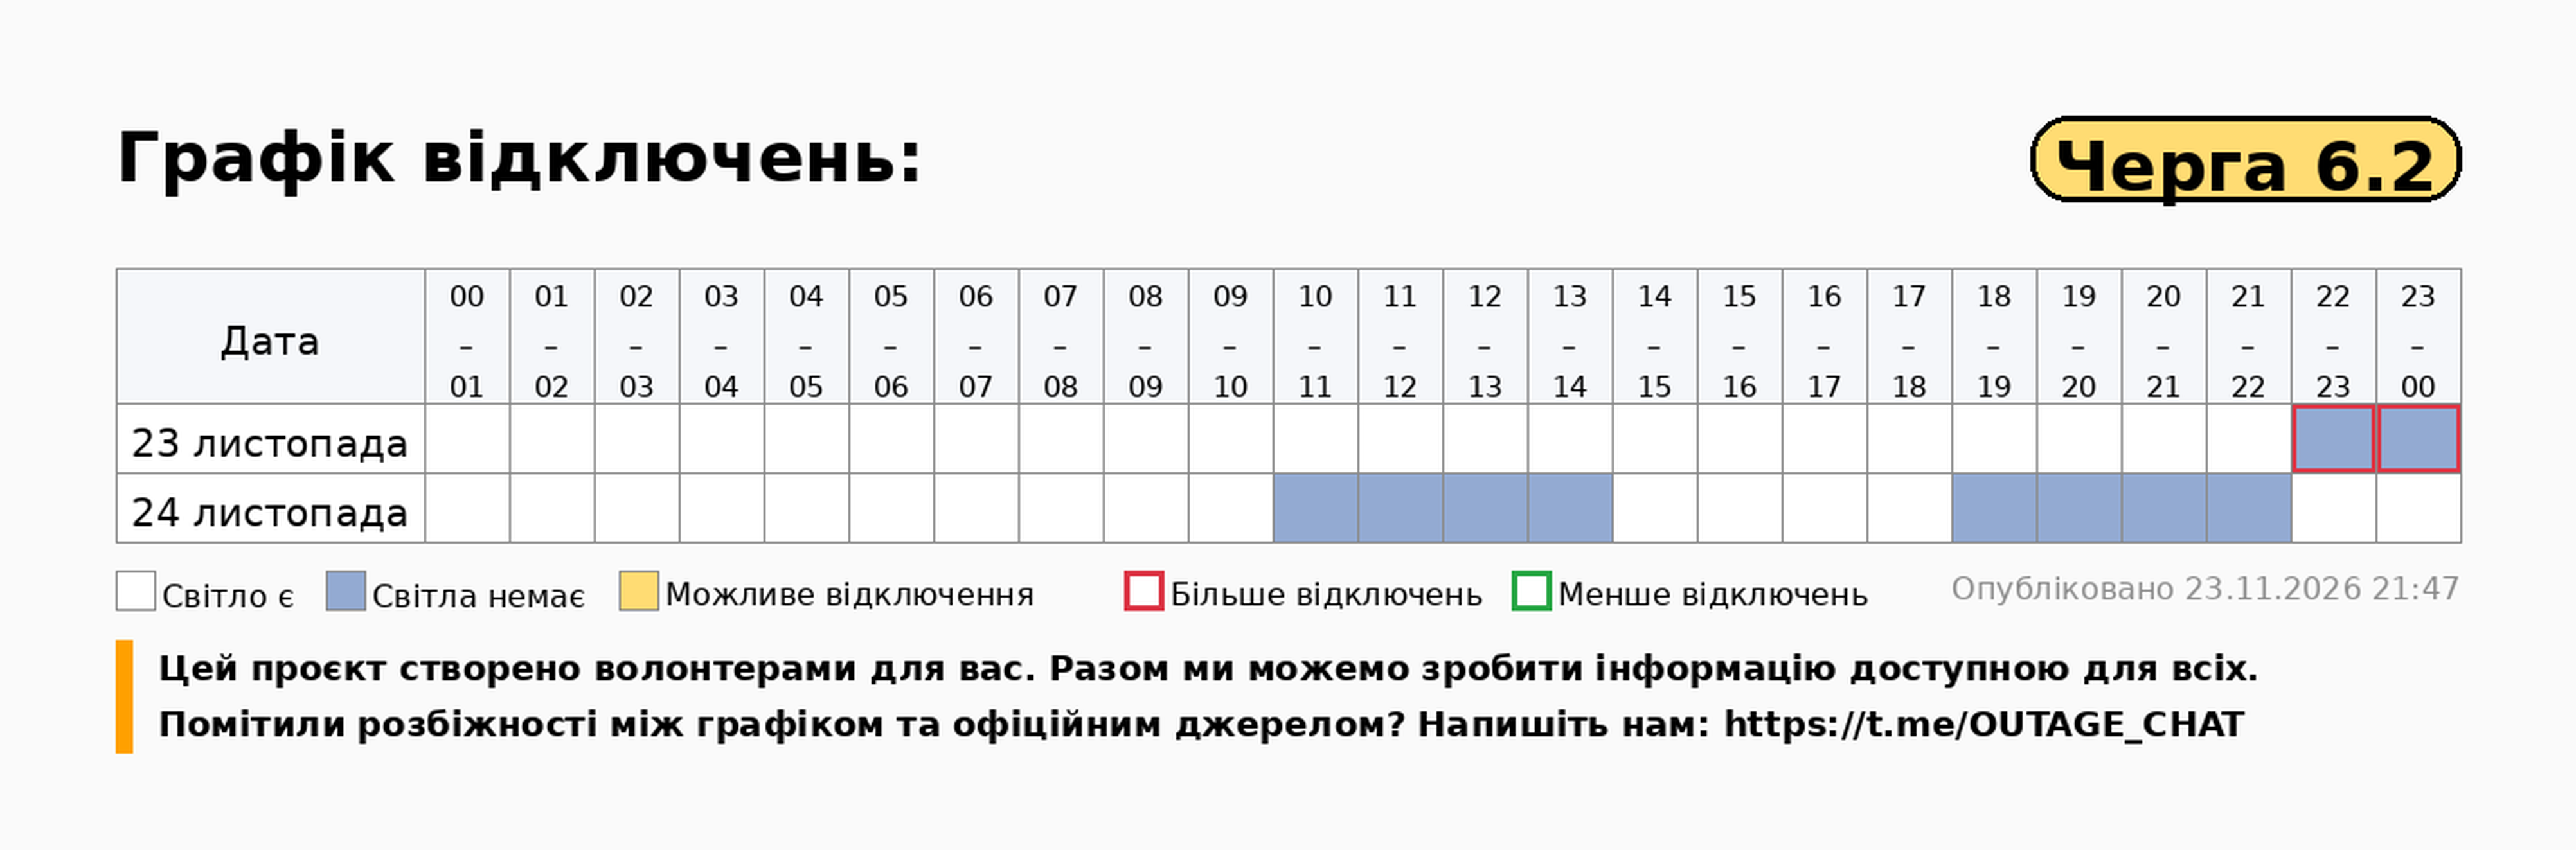 Графік відключень:
Черга 6.2
Дата 00 – 01 01 – 02 02 – 03 03 – 04 04 – 05 05 – 06 06 – 07 07 – 08 08 – 09 09 – 10 10 – 11 11 – 12 12 – 13 13 – 14 14 – 15 15 – 16 16 – 17 17 – 18 18 – 19 19 – 20 20 – 21 21 – 22 22 – 23 23 – 00
23 листопада
24 листопада
Світло є Світла немає Можливе відключення Більше відключень Менше відключень Опубліковано 23.11.2026 21:47
Цей проєкт створено волонтерами для вас. Разом ми можемо зробити інформацію доступною для всіх.
Помітили розбіжності між графіком та офіційним джерелом? Напишіть нам: https://t.me/OUTAGE_CHAT